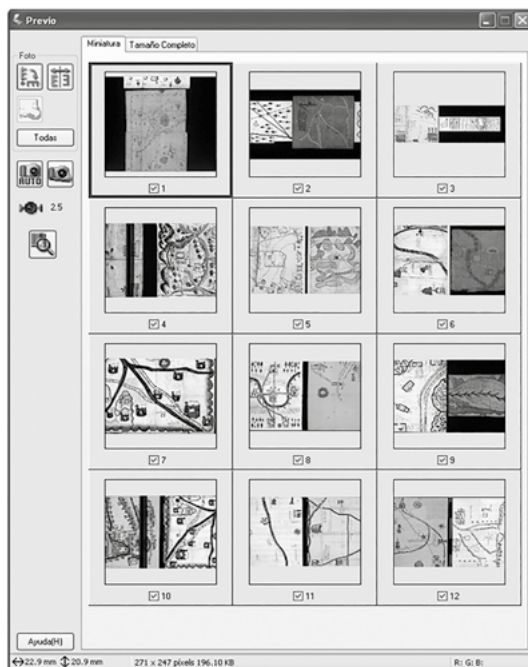 Previo
Miniatura Tamaño Completo
Foto
Todas
AUTO
2.5
1 2 3
4 5 6
7 8 9
10 11 12
Ayuda(H)
22.9 mm 20.9 mm 271 x 247 pixels 196.10 KB R: G: B: